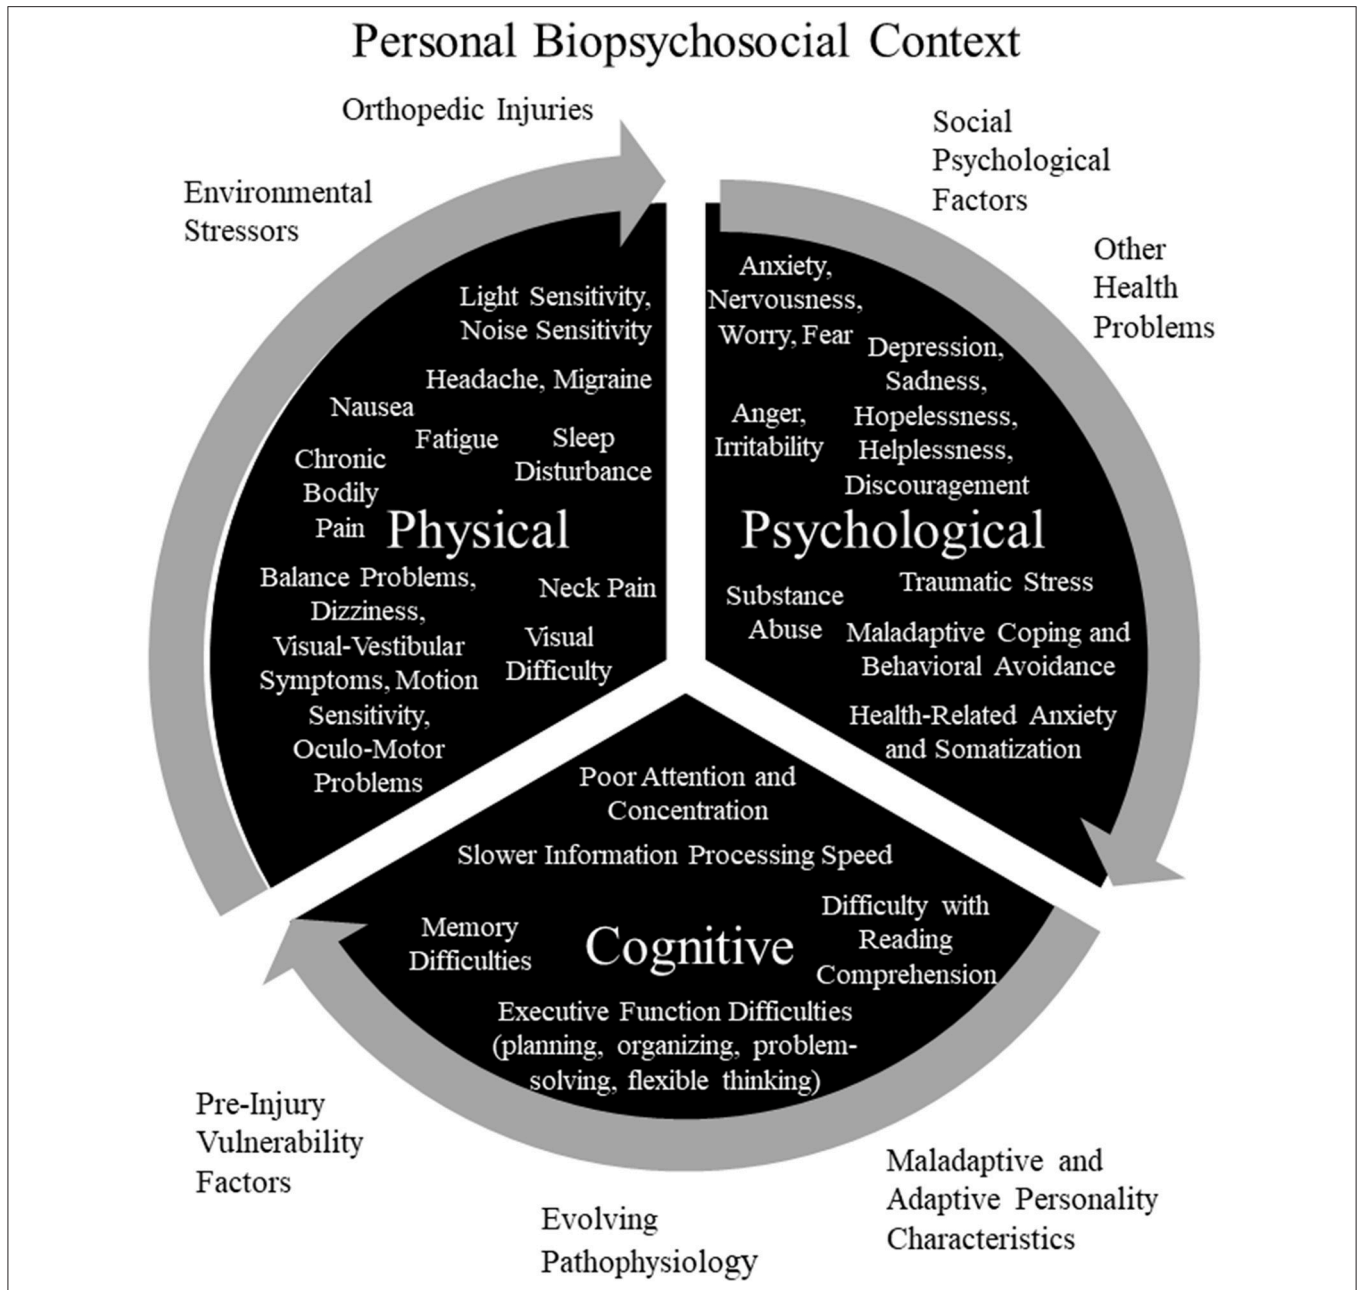 Personal Biopsychosocial Context
Orthopedic Injuries
Environmental
Stressors
Social
Psychological
Factors
Other
Health
Problems
Light Sensitivity,
Noise Sensitivity
Headache, Migraine
Nausea
Fatigue
Sleep
Disturbance
Chronic
Bodily
Pain
Physical
Balance Problems,
Dizziness,
Visual-Vestibular
Symptoms, Motion
Sensitivity,
Oculo-Motor
Problems
Neck Pain
Visual
Difficulty
Anxiety,
Nervousness,
Worry, Fear
Depression,
Sadness,
Hopelessness,
Helplessness,
Discouragement
Anger,
Irritability
Psychological
Traumatic Stress
Substance
Abuse
Maladaptive Coping and
Behavioral Avoidance
Health-Related Anxiety
and Somatization
Poor Attention and
Concentration
Slower Information Processing Speed
Memory
Difficulties
Cognitive
Difficulty with
Reading
Comprehension
Executive Function Difficulties
(planning, organizing, problem-
solving, flexible thinking)
Pre-Injury
Vulnerability
Factors
Evolving
Pathophysiology
Maladaptive and
Adaptive Personality
Characteristics